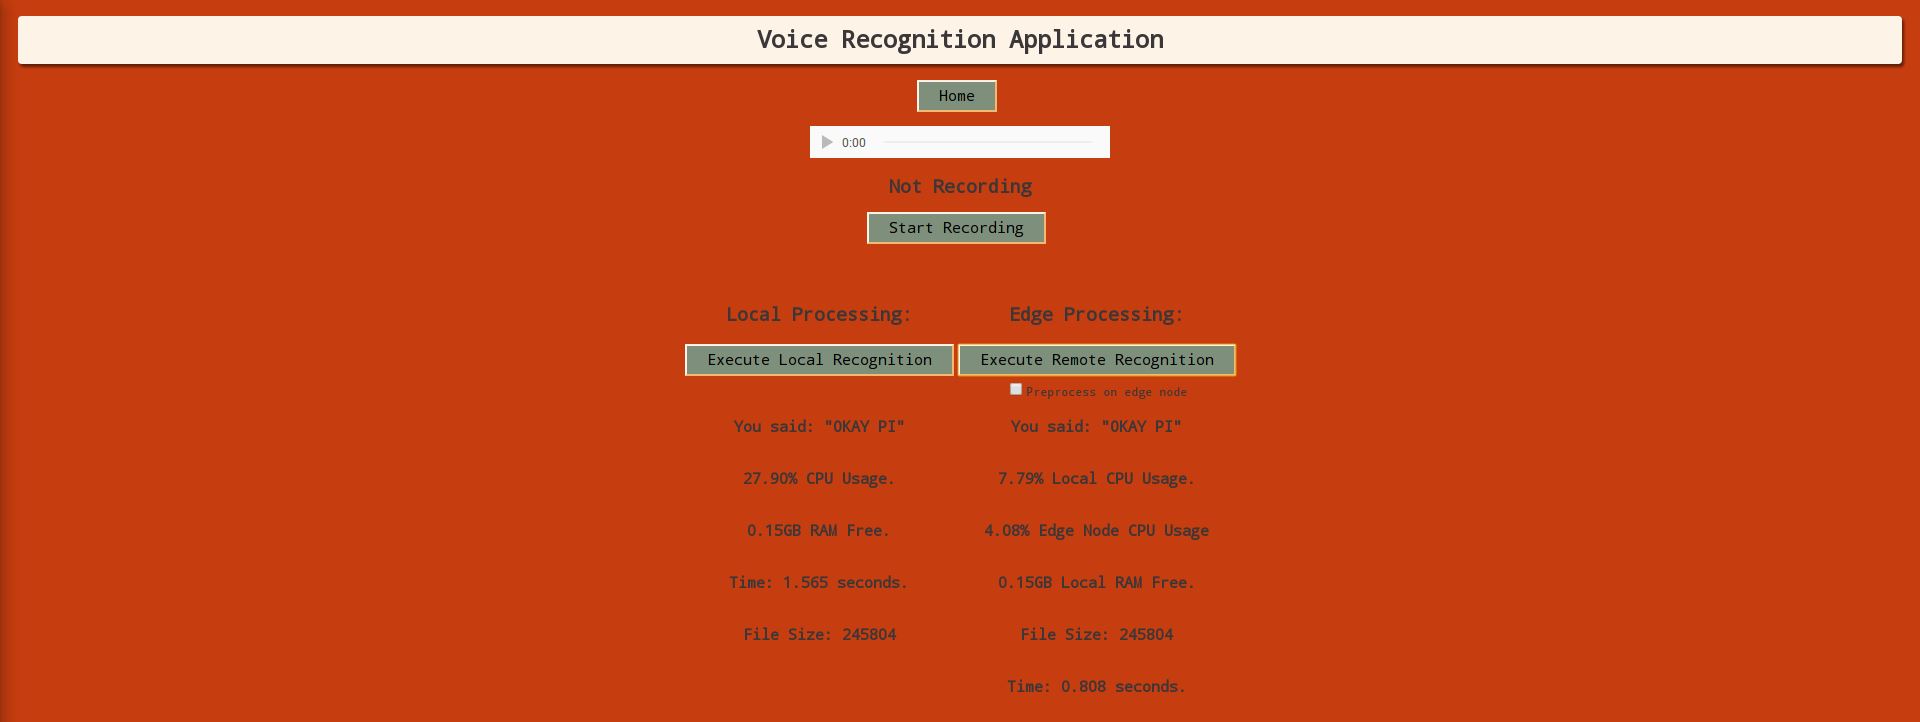 Voice Recognition Application
Home
0:00
Not Recording
Start Recording
Local Processing:
Execute Local Recognition
You said: "OKAY PI"
27.90% CPU Usage.
0.15GB RAM Free.
Time: 1.565 seconds.
File Size: 245804
Edge Processing:
Execute Remote Recognition
Preprocess on edge node
You said: "OKAY PI"
7.79% Local CPU Usage.
4.08% Edge Node CPU Usage
0.15GB Local RAM Free.
File Size: 245804
Time: 0.808 seconds.